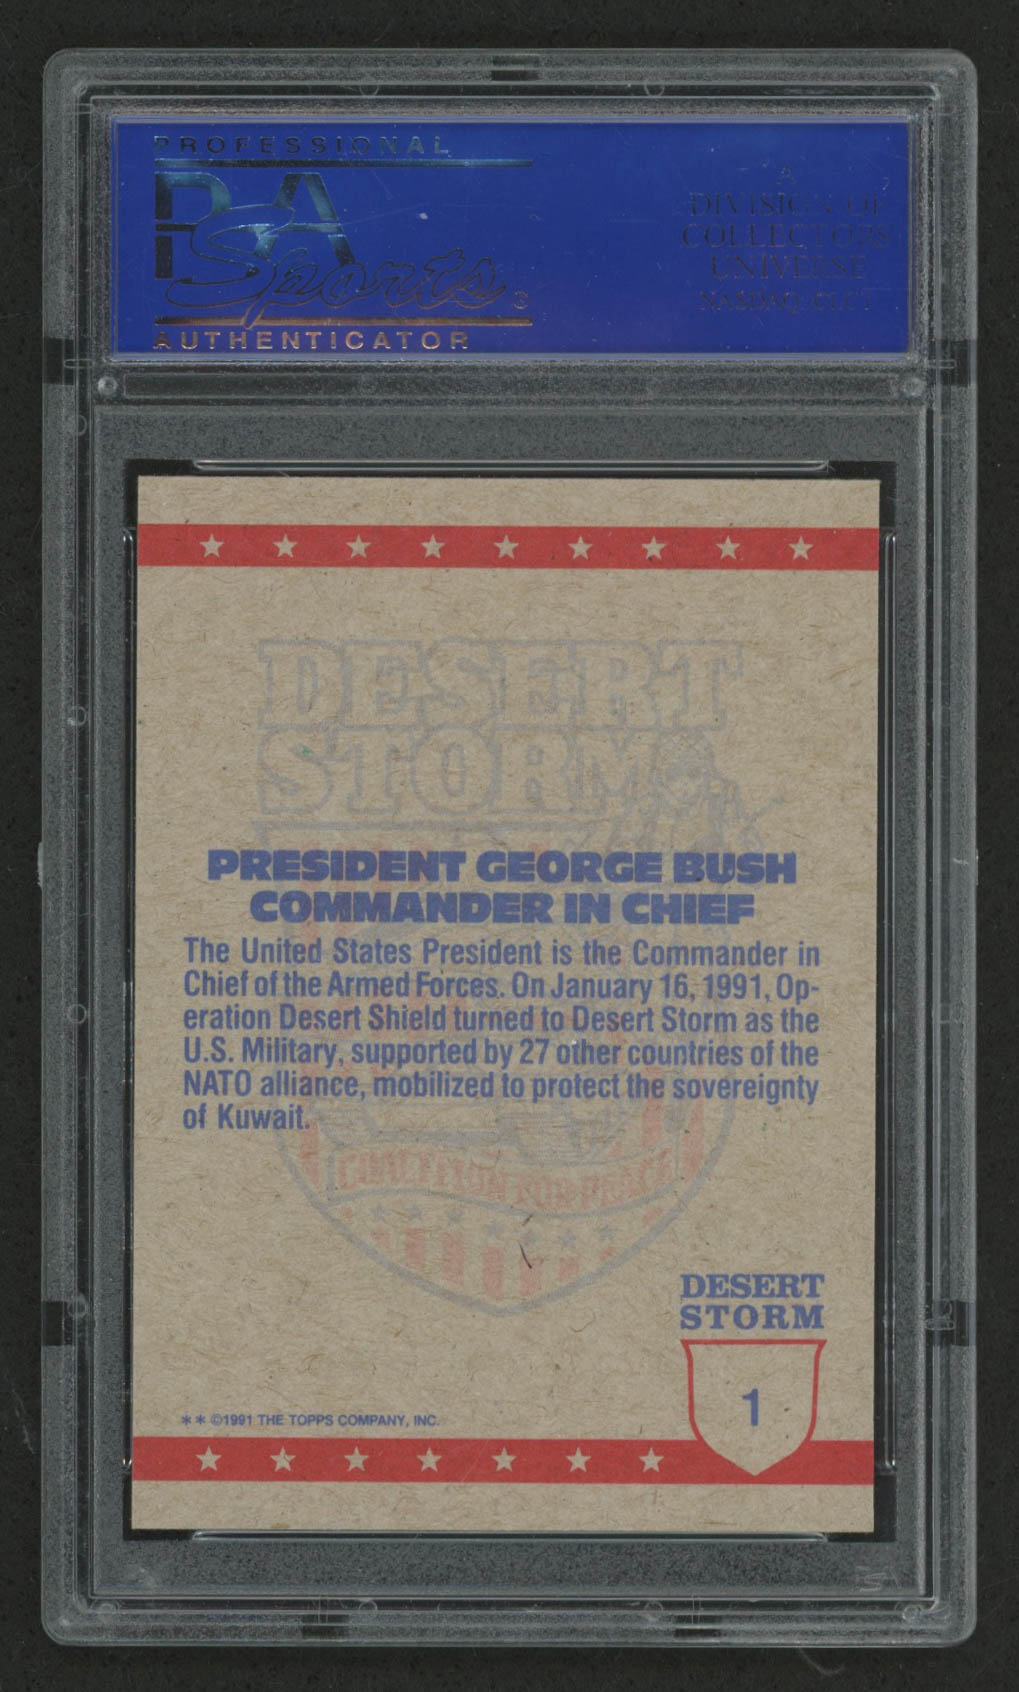 PROFESSIONAL
PSA
Sports
AUTHENTICATOR
A
DIVISION OF
COLLECTORS
UNIVERSE
NASDAQ: CLCT
DESERT
STORM
PRESIDENT GEORGE BUSH
COMMANDER IN CHIEF
The United States President is the Commander in
Chief of the Armed Forces. On January 16, 1991, Op-
eration Desert Shield turned to Desert Storm as the
U.S. Military, supported by 27 other countries of the
NATO alliance, mobilized to protect the sovereignty
of Kuwait.
COALITION FOR PEACE
DESERT
STORM
1
** ©1991 THE TOPPS COMPANY, INC.